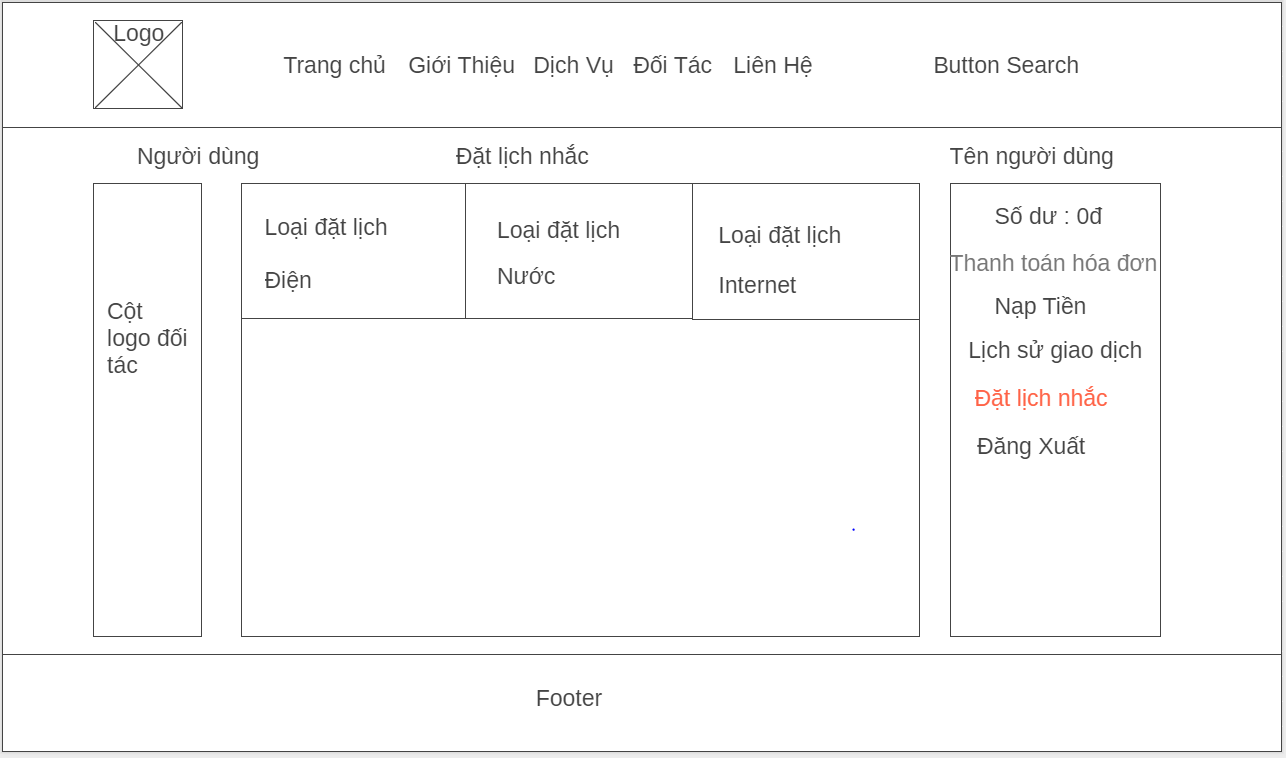 Logo
Trang chủ Giới Thiệu Dịch Vụ Đối Tác Liên Hệ Button Search
Người dùng Đặt lịch nhắc Tên người dùng
Cột
logo đối
tác
Loại đặt lịch
Điện
Loại đặt lịch
Nước
Loại đặt lịch
Internet
Số dư : 0đ
Thanh toán hóa đơn
Nạp Tiền
Lịch sử giao dịch
Đặt lịch nhắc
Đăng Xuất
Footer